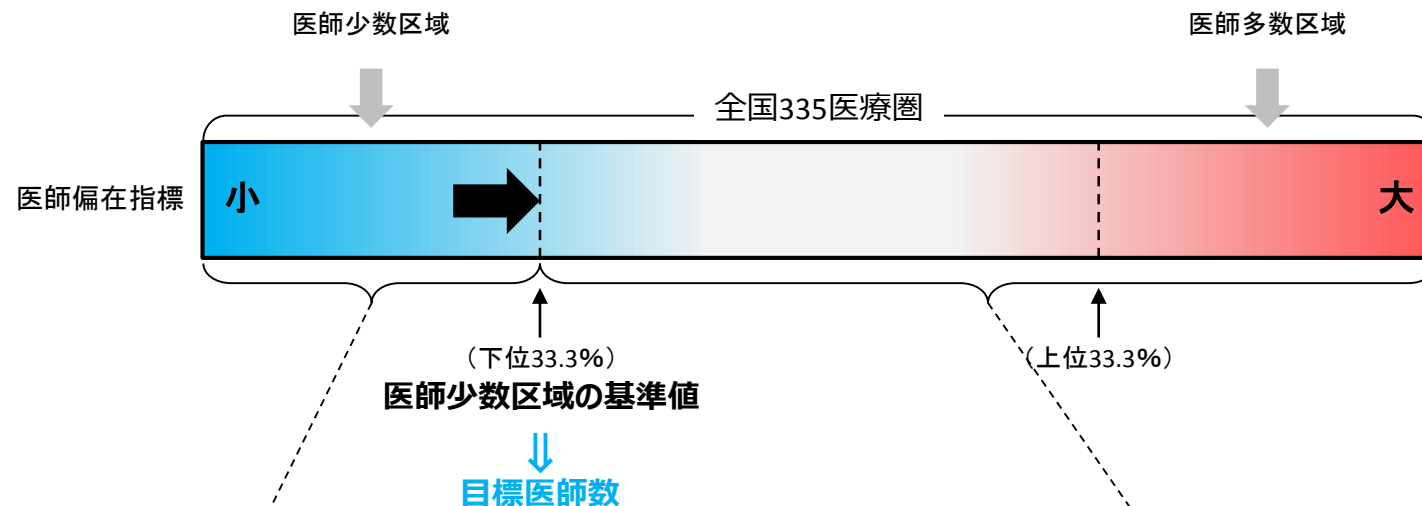 医師少数区域
医師多数区域
全国335医療圏
医師偏在指標
小
大
（下位33.3%）
（上位33.3%）
医師少数区域の基準値
⇓
目標医師数